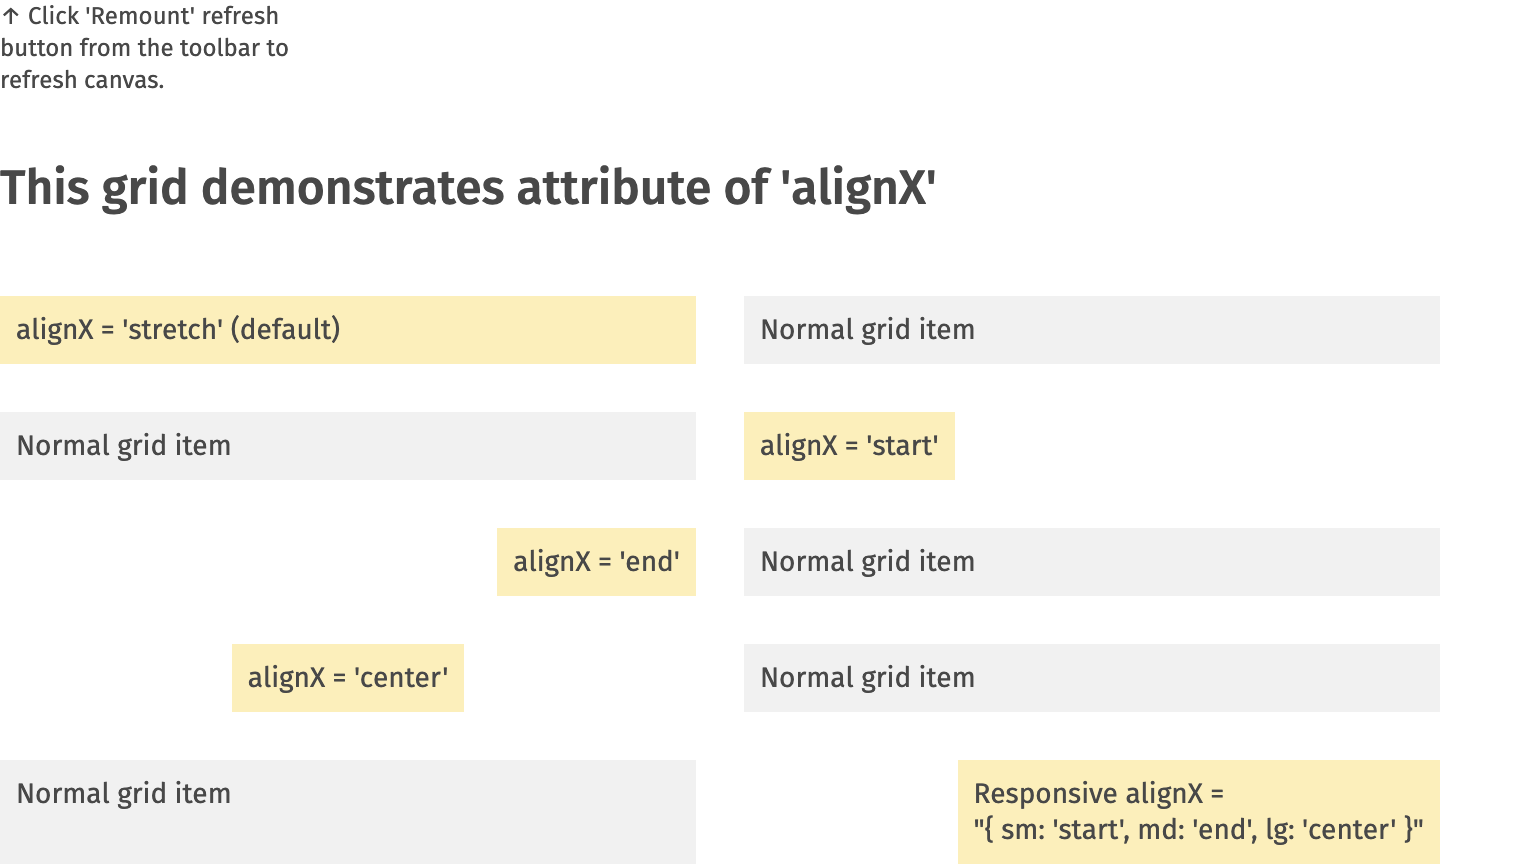 ↑ Click 'Remount' refresh
button from the toolbar to
refresh canvas.
This grid demonstrates attribute of 'alignX'
alignX = 'stretch' (default)
Normal grid item
Normal grid item
alignX = 'start'
alignX = 'end'
Normal grid item
alignX = 'center'
Normal grid item
Normal grid item
Responsive alignX =
"{ sm: 'start', md: 'end', lg: 'center' }"